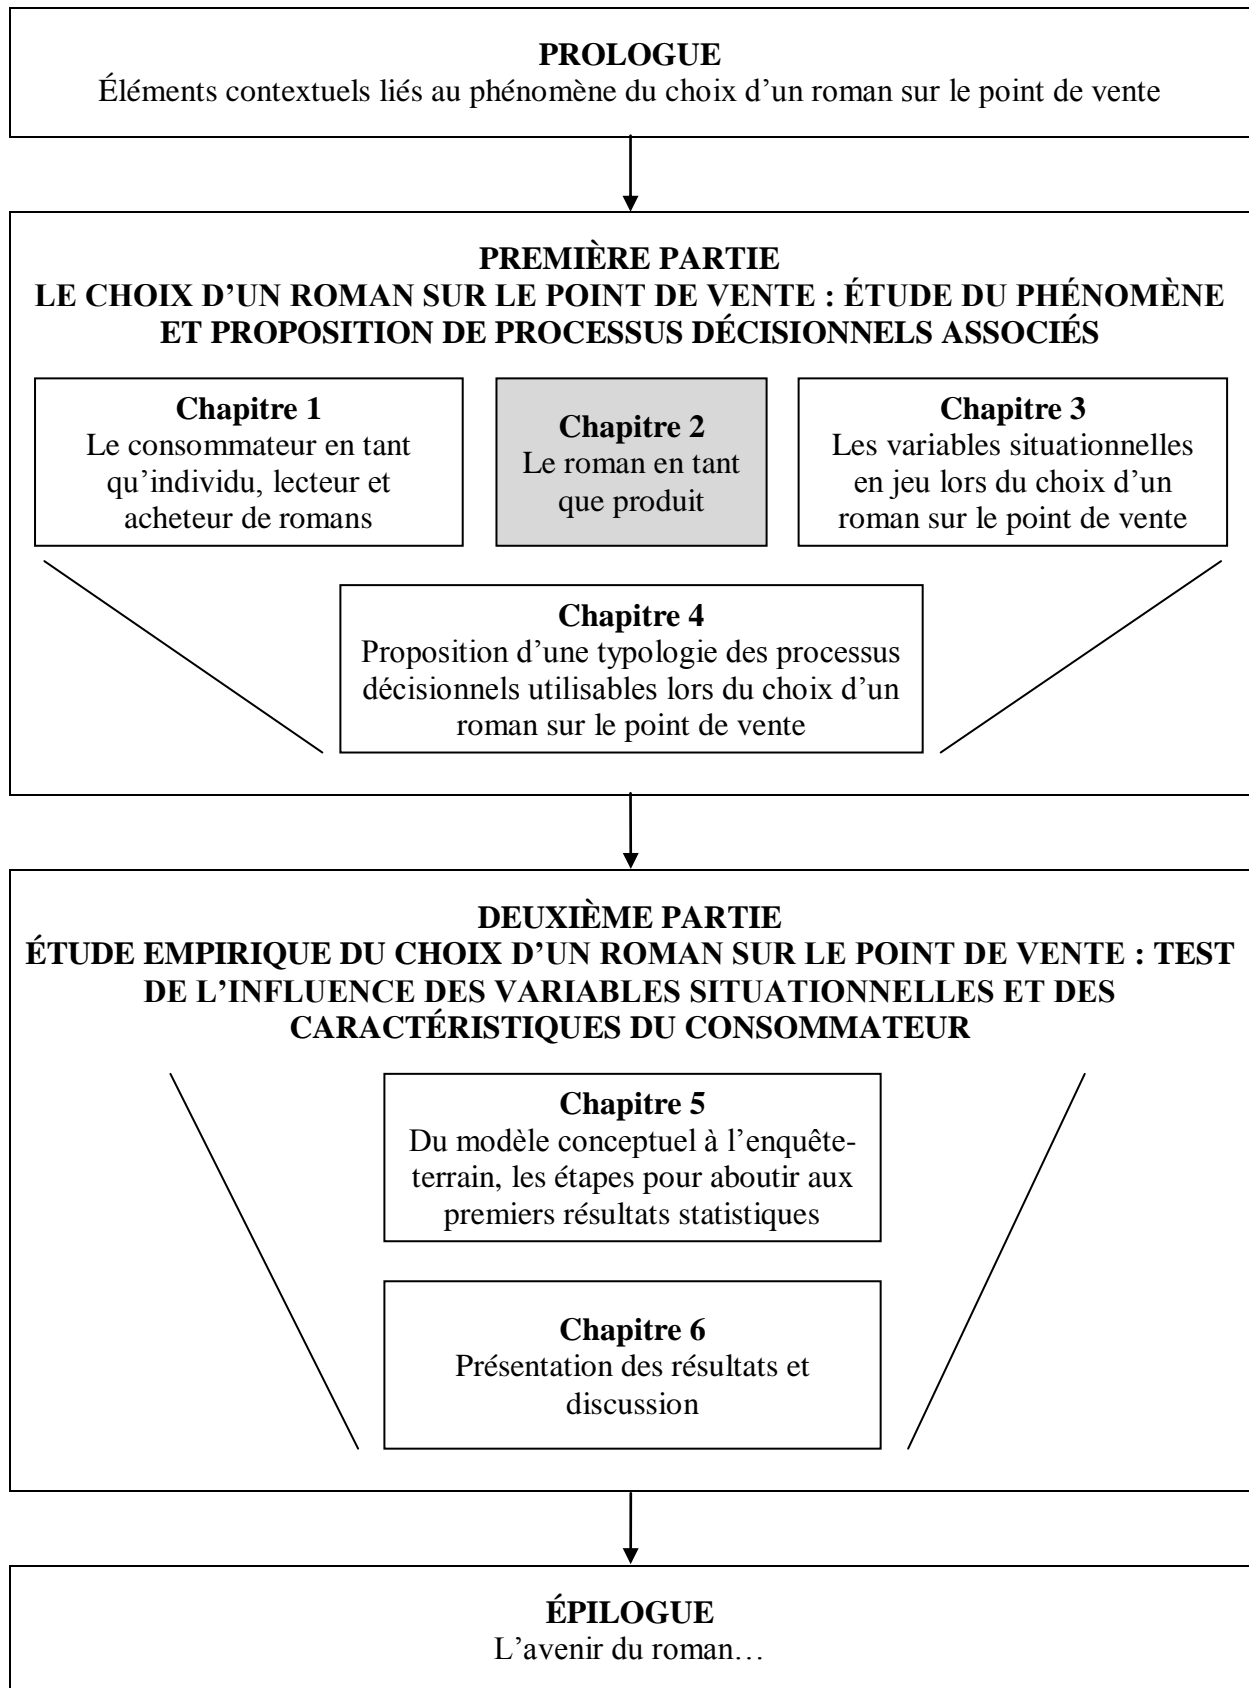 PROLOGUE
Éléments contextuels liés au phénomène du choix d’un roman sur le point de vente
PREMIÈRE PARTIE
LE CHOIX D’UN ROMAN SUR LE POINT DE VENTE : ÉTUDE DU PHÉNOMÈNE
ET PROPOSITION DE PROCESSUS DÉCISIONNELS ASSOCIÉS
Chapitre 1
Le consommateur en tant
qu’individu, lecteur et
acheteur de romans
Chapitre 2
Le roman en tant
que produit
Chapitre 3
Les variables situationnelles
en jeu lors du choix d’un
roman sur le point de vente
Chapitre 4
Proposition d’une typologie des processus
décisionnels utilisables lors du choix d’un
roman sur le point de vente
DEUXIÈME PARTIE
ÉTUDE EMPIRIQUE DU CHOIX D’UN ROMAN SUR LE POINT DE VENTE : TEST
DE L’INFLUENCE DES VARIABLES SITUATIONNELLES ET DES
CARACTÉRISTIQUES DU CONSOMMATEUR
Chapitre 5
Du modèle conceptuel à l’enquête-
terrain, les étapes pour aboutir aux
premiers résultats statistiques
Chapitre 6
Présentation des résultats et
discussion
ÉPILOGUE
L’avenir du roman…